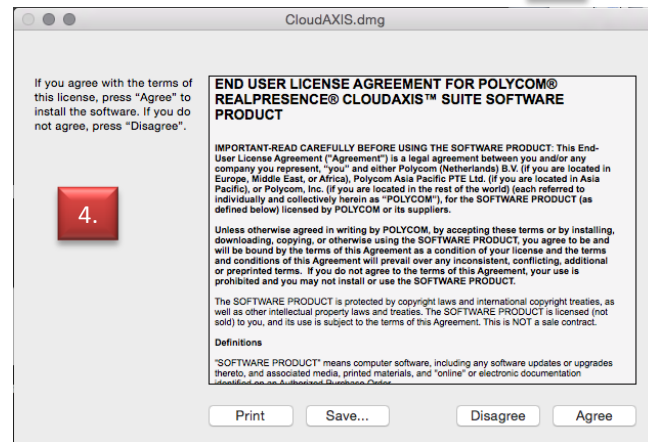 CloudAXIS.dmg
If you agree with the terms of
this license, press “Agree” to
install the software. If you do
not agree, press “Disagree”.
4.
END USER LICENSE AGREEMENT FOR POLYCOM®
REALPRESENCE® CLOUDAXIS™ SUITE SOFTWARE
PRODUCT
IMPORTANT-READ CAREFULLY BEFORE USING THE SOFTWARE PRODUCT: This End-
User License Agreement ("Agreement") is a legal agreement between you and/or any
company you represent, "you" and either Polycom (Netherlands) B.V. (if you are located in
Europe, Middle East, or Africa), Polycom Asia Pacific PTE Ltd. (if you are located in Asia
Pacific), or Polycom, Inc. (if you are located in the rest of the world) (each referred to
individually and collectively herein as "POLYCOM"), for the SOFTWARE PRODUCT (as
defined below) licensed by POLYCOM or its suppliers.
Unless otherwise agreed in writing by POLYCOM, by accepting these terms or by installing,
downloading, copying, or otherwise using the SOFTWARE PRODUCT, you agree to be and
will be bound by the terms of this Agreement as a condition of your license and the terms
and conditions of this Agreement will prevail over any inconsistent, conflicting, additional
or preprinted terms. If you do not agree to the terms of this Agreement, your use is
prohibited and you may not install or use the SOFTWARE PRODUCT.
The SOFTWARE PRODUCT is protected by copyright laws and international copyright treaties, as
well as other intellectual property laws and treaties. The SOFTWARE PRODUCT is licensed (not
sold) to you, and its use is subject to the terms of this Agreement. This is NOT a sale contract.
Definitions
"SOFTWARE PRODUCT" means computer software, including any software updates or upgrades
thereto, and associated media, printed materials, and "online" or electronic documentation
identified on an Authorized Purchase Order
Print Save... Disagree Agree